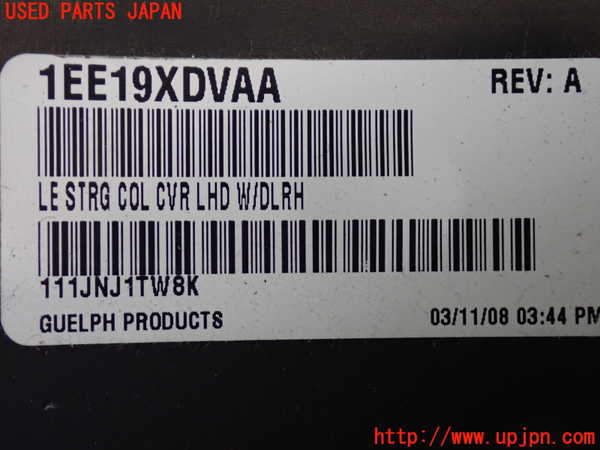 USED PARTS JAPAN
1EE19XDVAA REV: A
LE STRG COL CVR LHD W/DLRH
111JNJ1TW8K
GUELPH PRODUCTS 03/11/08 03:44 PM
UPJ
http://www.upjpn.com/